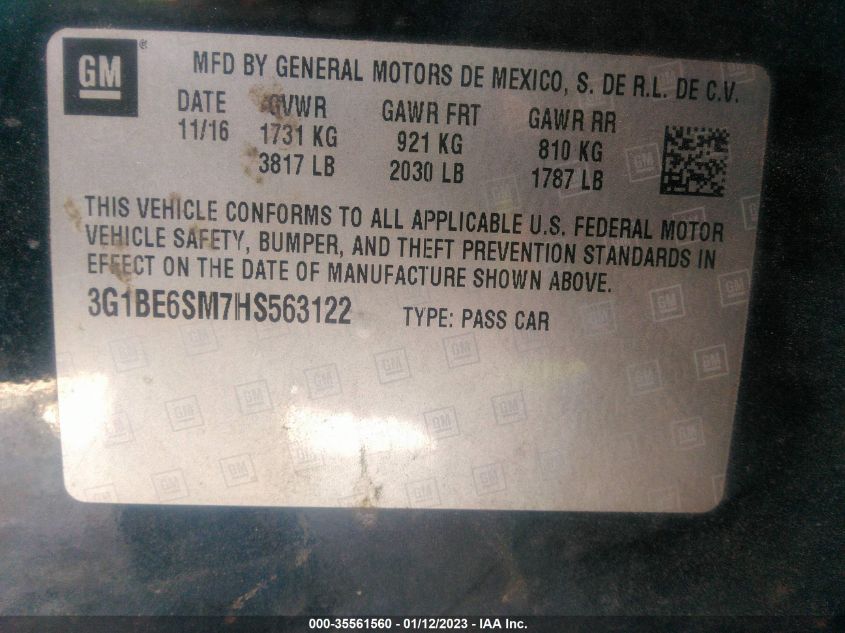 GM ®
MFD BY GENERAL MOTORS DE MEXICO, S. DE R.L. DE C.V.
DATE GVWR GAWR FRT GAWR RR
11/16 1731 KG 921 KG 810 KG
3817 LB 2030 LB 1787 LB
THIS VEHICLE CONFORMS TO ALL APPLICABLE U.S. FEDERAL MOTOR
VEHICLE SAFETY, BUMPER, AND THEFT PREVENTION STANDARDS IN
EFFECT ON THE DATE OF MANUFACTURE SHOWN ABOVE.
3G1BE6SM7HS563122 TYPE: PASS CAR
000-35561560 - 01/12/2023 - IAA Inc.